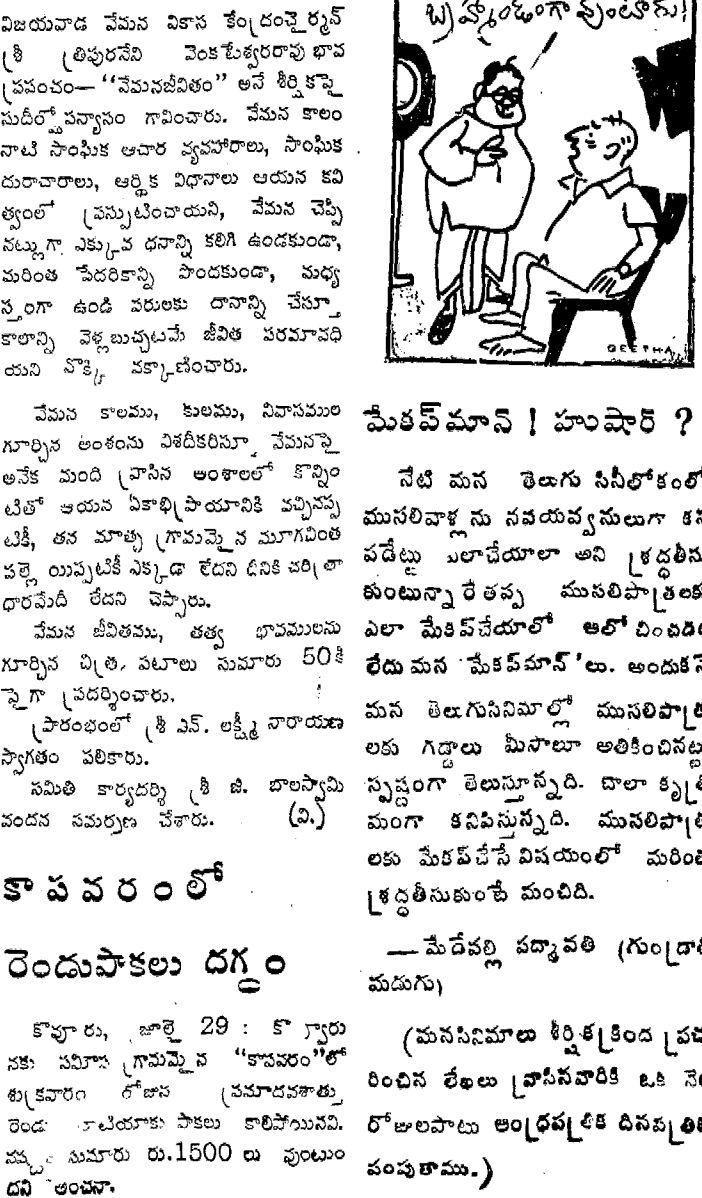 విజయవాడ వేమన వికాస కేంద్రంచైర్మన్
శ్రీ త్రిపురనేని వెంకటేశ్వరరావు భావ
ప్రపంచం—“వేమనజీవితం” అనే శీర్షికపై
సుదీర్ఘోపన్యాసం గావించారు. వేమన కాలం
నాటి సాంఘిక ఆచార వ్యవహారాలు, సాంఘిక
దురాచారాలు, ఆర్థిక విధానాలు ఆయన కవి
త్వంలో ప్రస్ఫుటించాయని, వేమన చెప్పి
నట్లుగా ఎక్కువ ధనాన్ని కలిగి ఉండకుండా,
మరింత పేదరికాన్ని పొందకుండా, మధ్య
స్తంగా ఉండి పరులకు దానాన్ని చేస్తూ
కాలాన్ని వెళ్లబుచ్చటమే జీవిత పరమావధి
యని నొక్కి వక్కాణించారు.
వేమన కాలము, కులము, నివాసముల
గూర్చిన అంశంను విశదీకరిస్తూ వేమనపై
అనేక మంది వ్రాసిన అంశాలలో కొన్నిం
టితో ఆయన ఏకాభిప్రాయానికి వచ్చినప్ప
టికీ, తన మాతృ గ్రామమైన మూగచింత
పల్లె యిప్పటికీ ఎక్కడా లేదని దీనికి చరిత్రా
ధారమేదీ లేదని చెప్పారు.
వేమన జీవితము, తత్వ భావములను
గూర్చిన చిత్ర పటాలు సుమారు 50కి
పైగా ప్రదర్శించారు.
ప్రారంభంలో శ్రీ ఎన్. లక్ష్మీ నారాయణ
స్వాగతం పలికారు.
సమితి కార్యదర్శి శ్రీ జి. బాలస్వామి
వందన సమర్పణ చేశారు. (వి.)
కాపవరంలో
రెండుపాకలు దగ్ధం
కొవ్వూరు, జూలై 29 : కొవ్వూరు
నకు సమీప గ్రామమైన “కాపవరం”లో
శుక్రవారం రోజున ప్రమాదవశాత్తు
రెండు పాకలు కాలిపోయినవి.
నష్టం సుమారు రు.1500 లు వుంటుం
దని అంచనా.
బ్రహ్మాండంగా వుంటాడు!
GEETHA
మేకప్‌మాన్ ! హుషార్ ?
నేటి మన తెలుగు సినీలోకంలో
ముసలివాళ్లను నవయవ్వనులుగా కన
పడేట్టు ఎలాచేయాలా అని శ్రద్ధతీసు
కుంటున్నారే తప్ప ముసలిపాత్రలకు
ఎలా మేకప్‌చేయాలో ఆలోచించడం
లేదు మన ‘మేకప్‌మాన్’లు. అందుకనే
మన తెలుగుసినిమాల్లో ముసలిపాత్ర
లకు గడ్డాలు మీసాలూ అతికించినట్టు
స్పష్టంగా తెలుస్తూన్నది. చాలా కృత్రి
మంగా కనిపిస్తున్నది. ముసలిపాత్ర
లకు మేకప్‌చేసే విషయంలో మరింత
శ్రద్ధతీసుకుంటే మంచిది.
— మేదేవల్లి పద్మావతి (గుండ్రా
మడుగు)
(మనసినిమాలు శీర్షికక్రింద ప్రచు
రించిన లేఖలు వ్రాసినవారికి ఒక నెల
రోజులపాటు ఆంధ్రపత్రిక దినపత్రిక
పంపుతాము.)